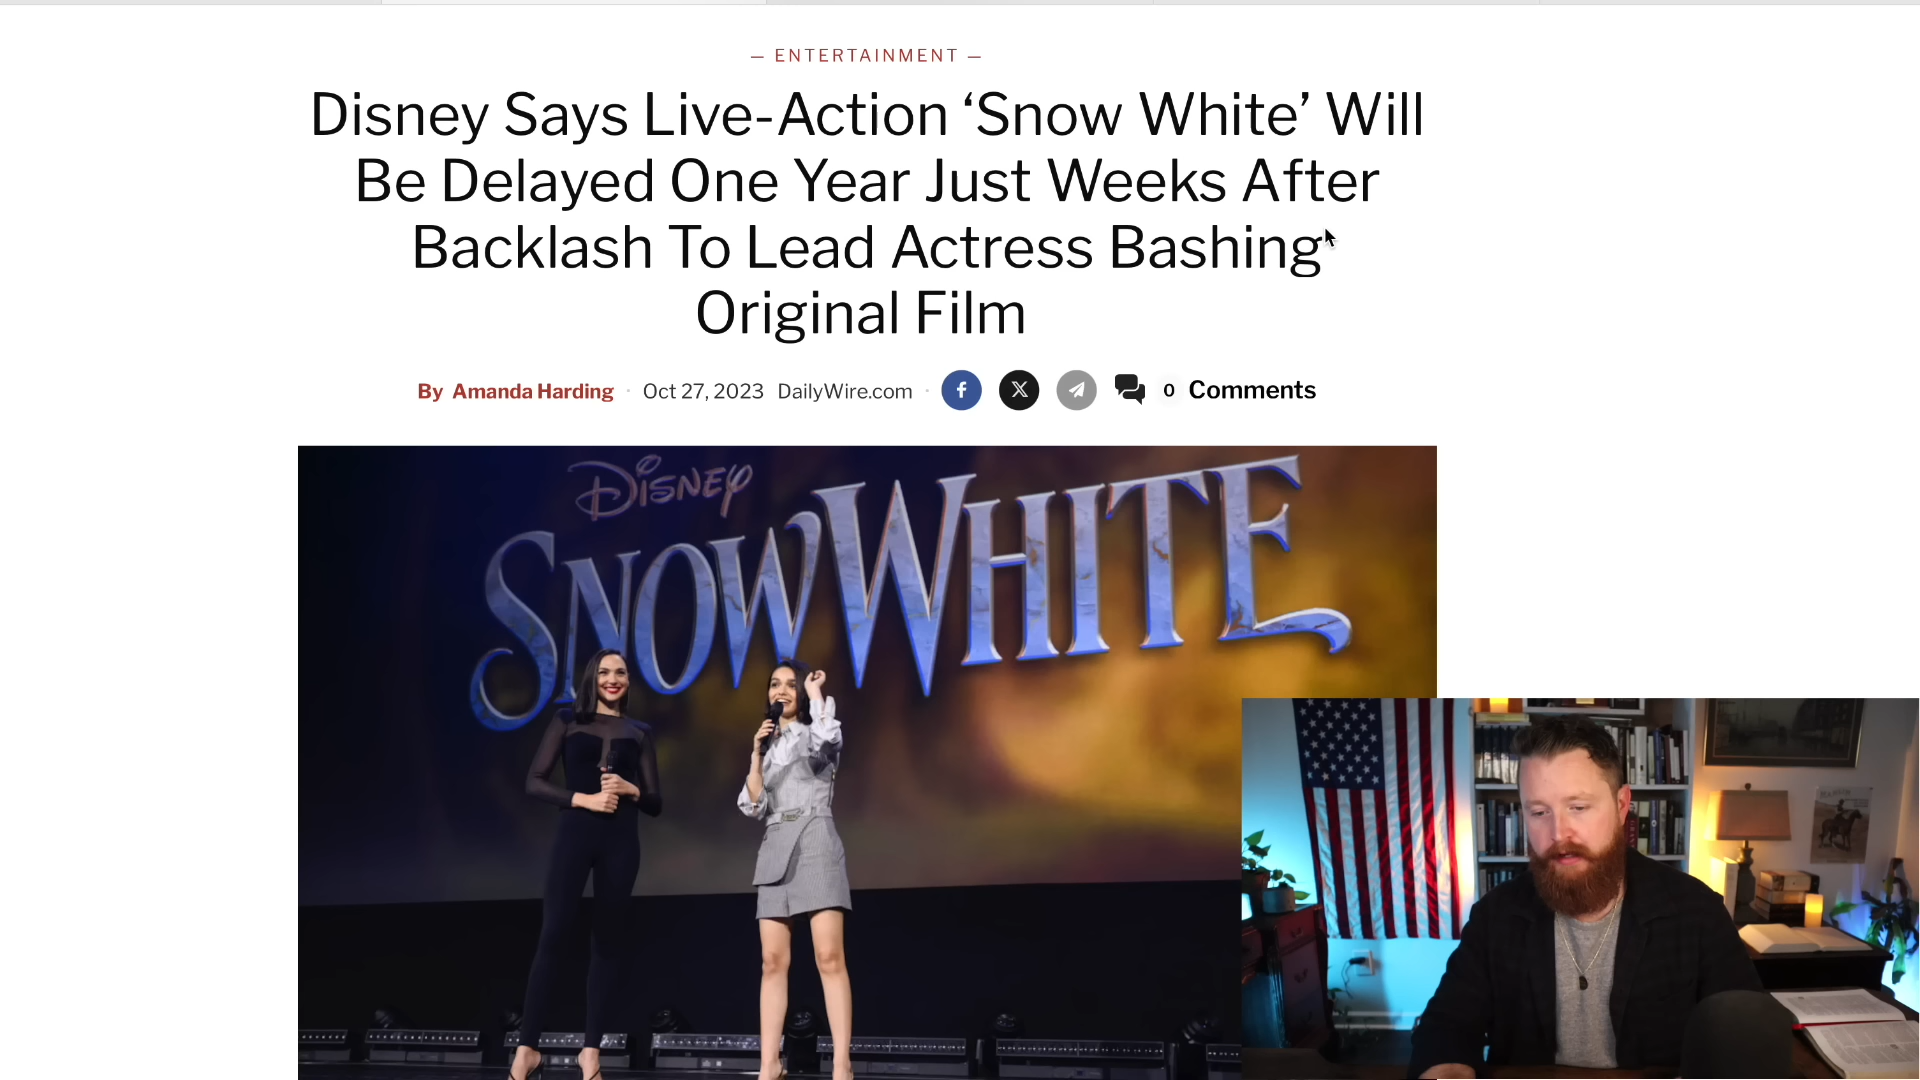 — ENTERTAINMENT —
Disney Says Live-Action ‘Snow White’ Will
Be Delayed One Year Just Weeks After
Backlash To Lead Actress Bashing
Original Film
By Amanda Harding · Oct 27, 2023 DailyWire.com · 0 Comments
DISNEY
SNOW WHITE